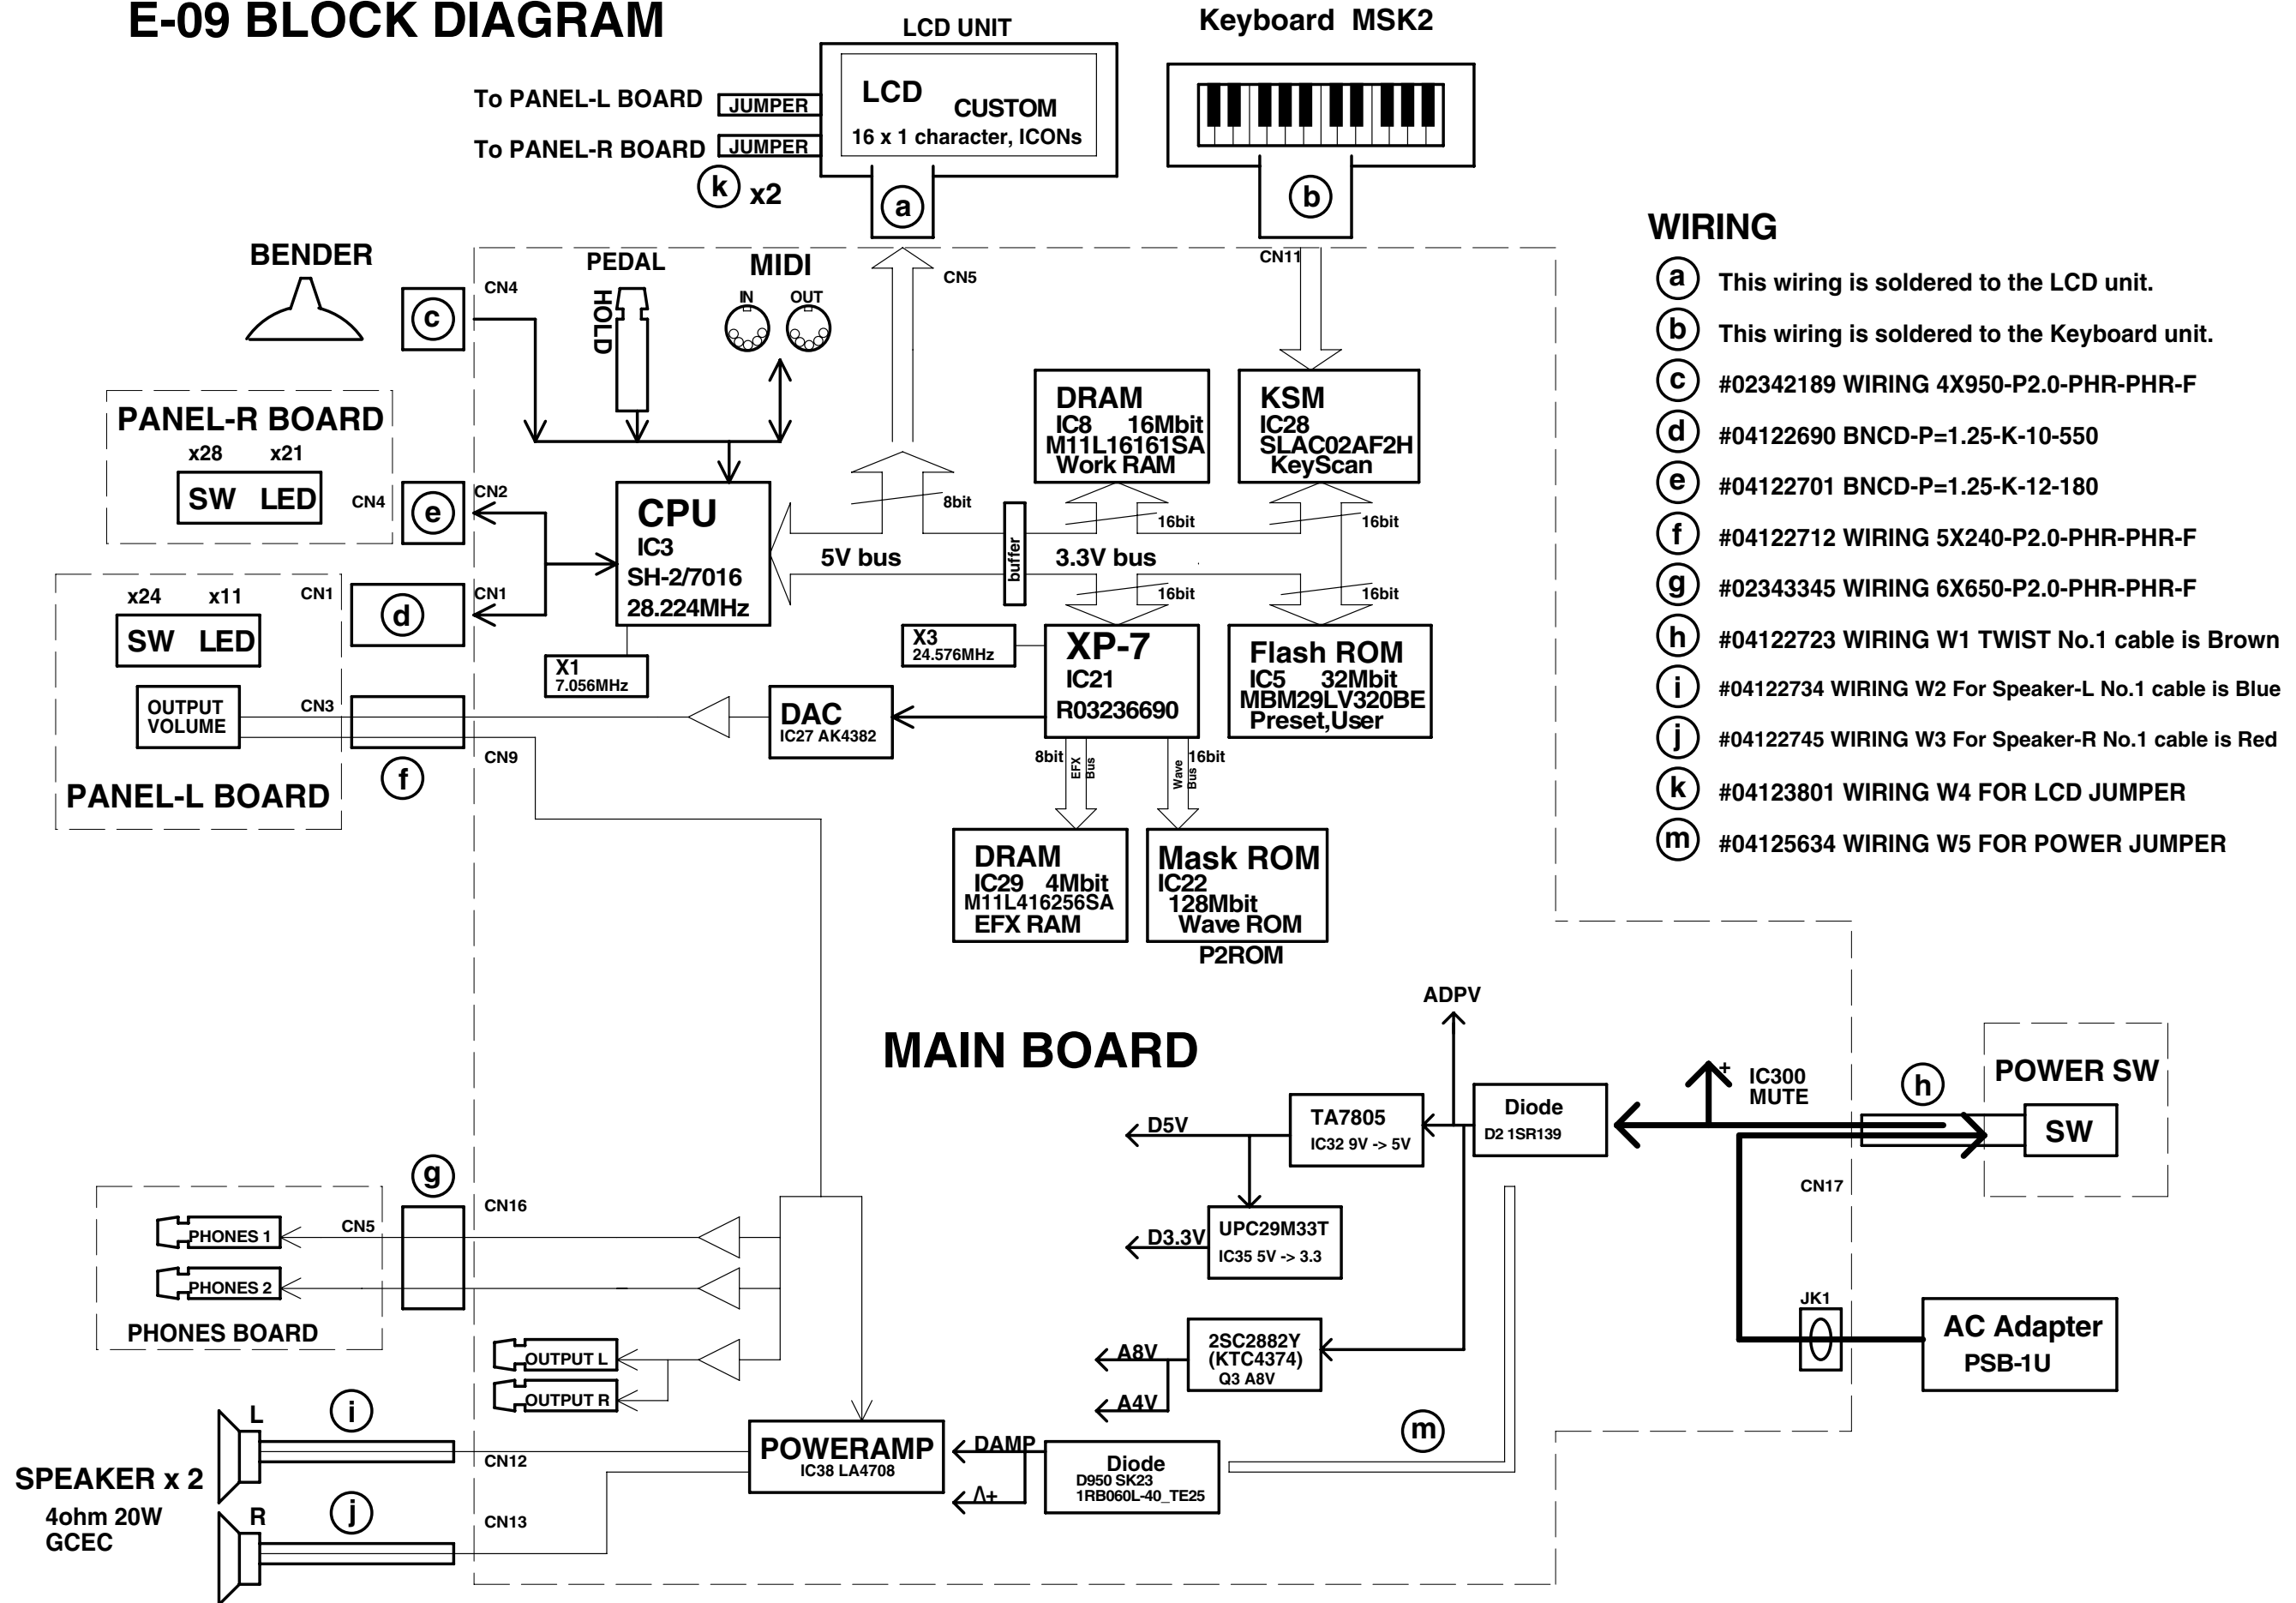 E-09 BLOCK DIAGRAM
LCD UNIT
Keyboard MSK2
To PANEL-L BOARD
JUMPER
To PANEL-R BOARD
JUMPER
k x2
LCD
CUSTOM
16 x 1 character, ICONs
a
b
WIRING
a This wiring is soldered to the LCD unit.
b This wiring is soldered to the Keyboard unit.
c #02342189 WIRING 4X950-P2.0-PHR-PHR-F
d #04122690 BNCD-P=1.25-K-10-550
e #04122701 BNCD-P=1.25-K-12-180
f #04122712 WIRING 5X240-P2.0-PHR-PHR-F
g #02343345 WIRING 6X650-P2.0-PHR-PHR-F
h #04122723 WIRING W1 TWIST No.1 cable is Brown
i #04122734 WIRING W2 For Speaker-L No.1 cable is Blue
j #04122745 WIRING W3 For Speaker-R No.1 cable is Red
k #04123801 WIRING W4 FOR LCD JUMPER
m #04125634 WIRING W5 FOR POWER JUMPER
BENDER
c
CN4
PEDAL
HOLD
MIDI
IN
OUT
CN5
CN11
PANEL-R BOARD
x28 x21
SW LED
CN4
e
CN2
PANEL-L BOARD
x24 x11
SW LED
CN1
d
CN1
OUTPUT
VOLUME
CN3
f
CN9
CPU
IC3
SH-2/7016
28.224MHz
X1
7.056MHz
8bit
5V bus
buffer
3.3V bus
DRAM
IC8 16Mbit
M11L16161SA
Work RAM
16bit
KSM
IC28
SLAC02AF2H
KeyScan
16bit
16bit
16bit
X3
24.576MHz
XP-7
IC21
R03236690
Flash ROM
IC5 32Mbit
MBM29LV320BE
Preset,User
DAC
IC27 AK4382
8bit
EFX
Bus
Wave
Bus
16bit
DRAM
IC29 4Mbit
M11L416256SA
EFX RAM
Mask ROM
IC22
128Mbit
Wave ROM
P2ROM
MAIN BOARD
ADPV
D5V
TA7805
IC32 9V -> 5V
Diode
D2 1SR139
+
IC300
MUTE
h
POWER SW
SW
CN17
D3.3V
UPC29M33T
IC35 5V -> 3.3
JK1
AC Adapter
PSB-1U
A8V
A4V
2SC2882Y
(KTC4374)
Q3 A8V
g
CN16
PHONES 1
CN5
PHONES 2
PHONES BOARD
OUTPUT L
OUTPUT R
m
POWERAMP
IC38 LA4708
DAMP
Λ+
Diode
D950 SK23
1RB060L-40_TE25
L
i
CN12
SPEAKER x 2
4ohm 20W
GCEC
R
j
CN13